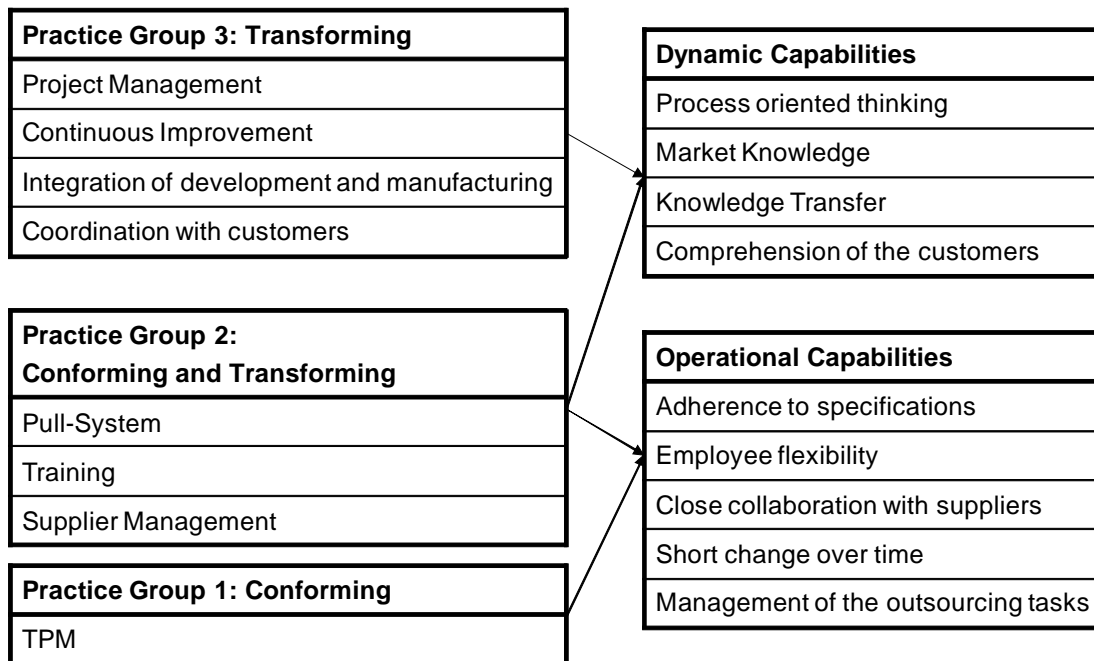 Practice Group 3: Transforming
Project Management
Continuous Improvement
Integration of development and manufacturing
Coordination with customers
Practice Group 2:
Conforming and Transforming
Pull-System
Training
Supplier Management
Practice Group 1: Conforming
TPM
Dynamic Capabilities
Process oriented thinking
Market Knowledge
Knowledge Transfer
Comprehension of the customers
Operational Capabilities
Adherence to specifications
Employee flexibility
Close collaboration with suppliers
Short change over time
Management of the outsourcing tasks